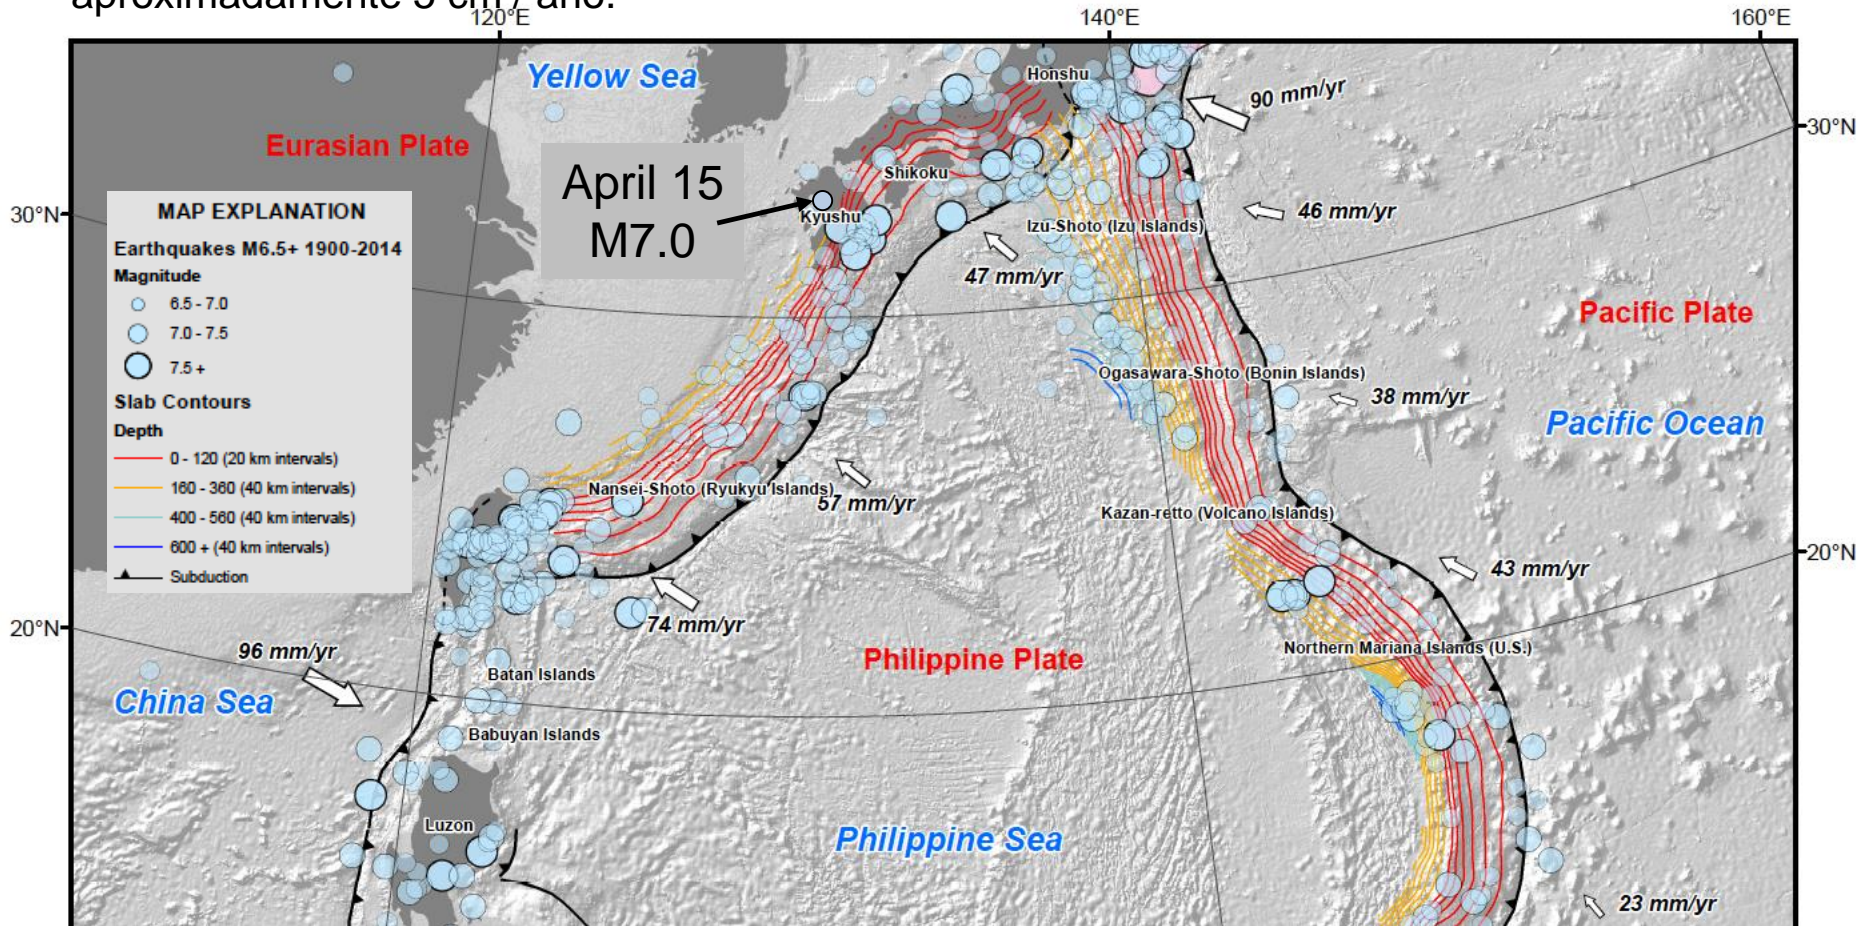 aproximadamente 5 cm / año.
120°E
140°E
160°E
Yellow Sea
Honshu
90 mm/yr
Eurasian Plate
30°N
April 15
M7.0
Shikoku
Kyushu
46 mm/yr
Izu-Shoto (Izu Islands)
47 mm/yr
30°N
MAP EXPLANATION
Earthquakes M6.5+ 1900-2014
Magnitude
6.5 - 7.0
7.0 - 7.5
7.5 +
Slab Contours
Depth
0 - 120 (20 km intervals)
160 - 360 (40 km intervals)
400 - 560 (40 km intervals)
600 + (40 km intervals)
Subduction
Pacific Plate
Ogasawara-Shoto (Bonin Islands)
38 mm/yr
Pacific Ocean
Nansei-Shoto (Ryukyu Islands)
57 mm/yr
Kazan-retto (Volcano Islands)
20°N
43 mm/yr
20°N
74 mm/yr
96 mm/yr
Northern Mariana Islands (U.S.)
Philippine Plate
Batan Islands
China Sea
Babuyan Islands
Luzon
Philippine Sea
23 mm/yr